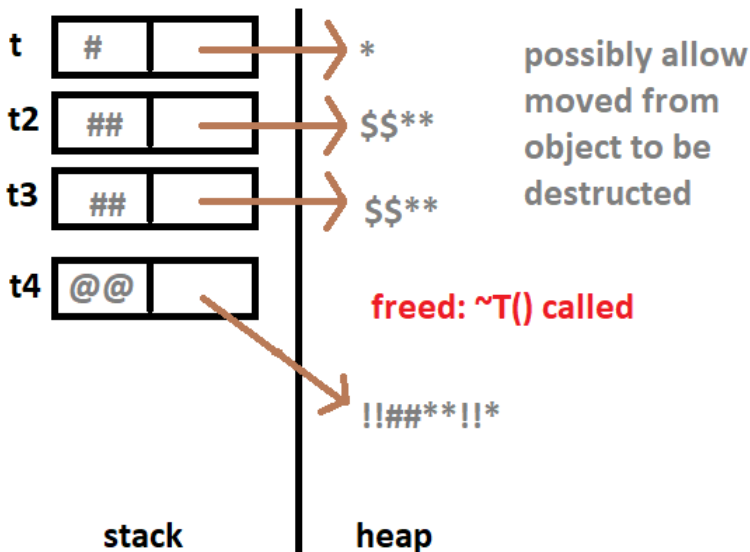 t # *
possibly allow
moved from
object to be
destructed
t2 ## $$**
t3 ## $$**
t4 @@
freed: ~T() called
!!##**!!*
stack heap